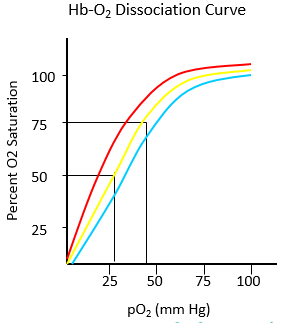 Hb-O₂ Dissociation Curve
Percent O2 Saturation
100
75
50
25
25 50 75 100
pO₂ (mm Hg)